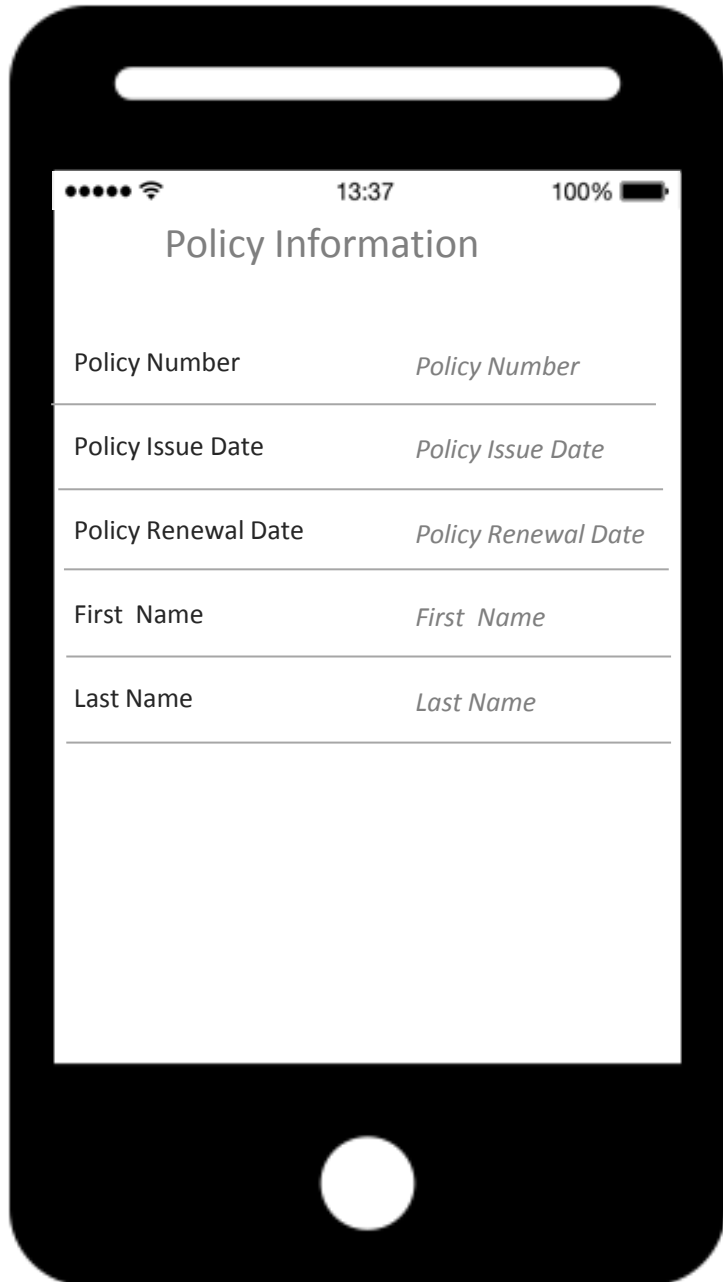 13:37 100%
Policy Information
Policy Number Policy Number
Policy Issue Date Policy Issue Date
Policy Renewal Date Policy Renewal Date
First  Name First  Name
Last Name Last Name